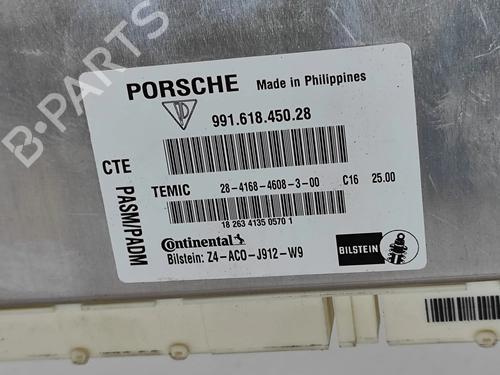 B-PARTS
PORSCHE Made in Philippines
991.618.450.28
CTE
PASM/PADM
TEMIC 28-4168-4608-3-00 C16 25.00
18 263 4135 0570 1
Continental
Bilstein: Z4-ACO-J912-W9
BILSTEIN